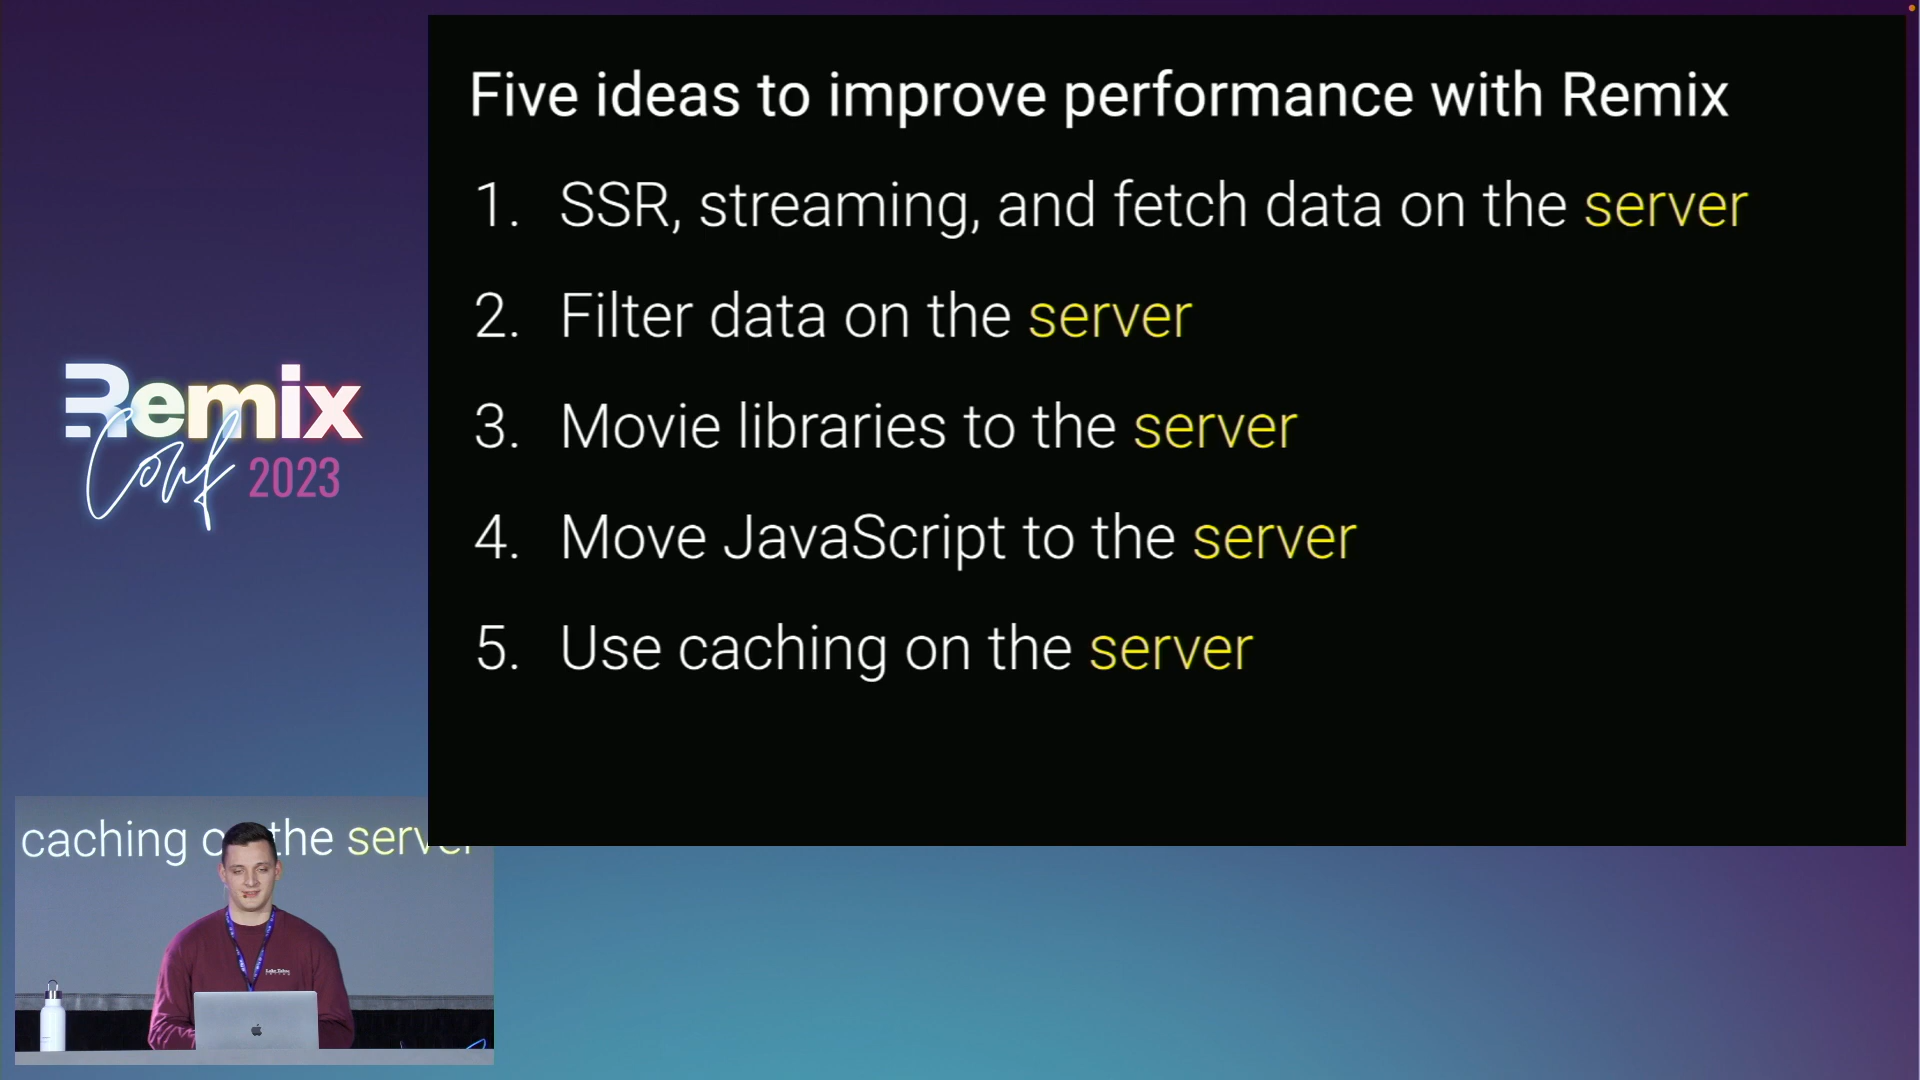 Five ideas to improve performance with Remix
1. SSR, streaming, and fetch data on the server
2. Filter data on the server
3. Movie libraries to the server
4. Move JavaScript to the server
5. Use caching on the server
Remix
Conf 2023
caching on the server